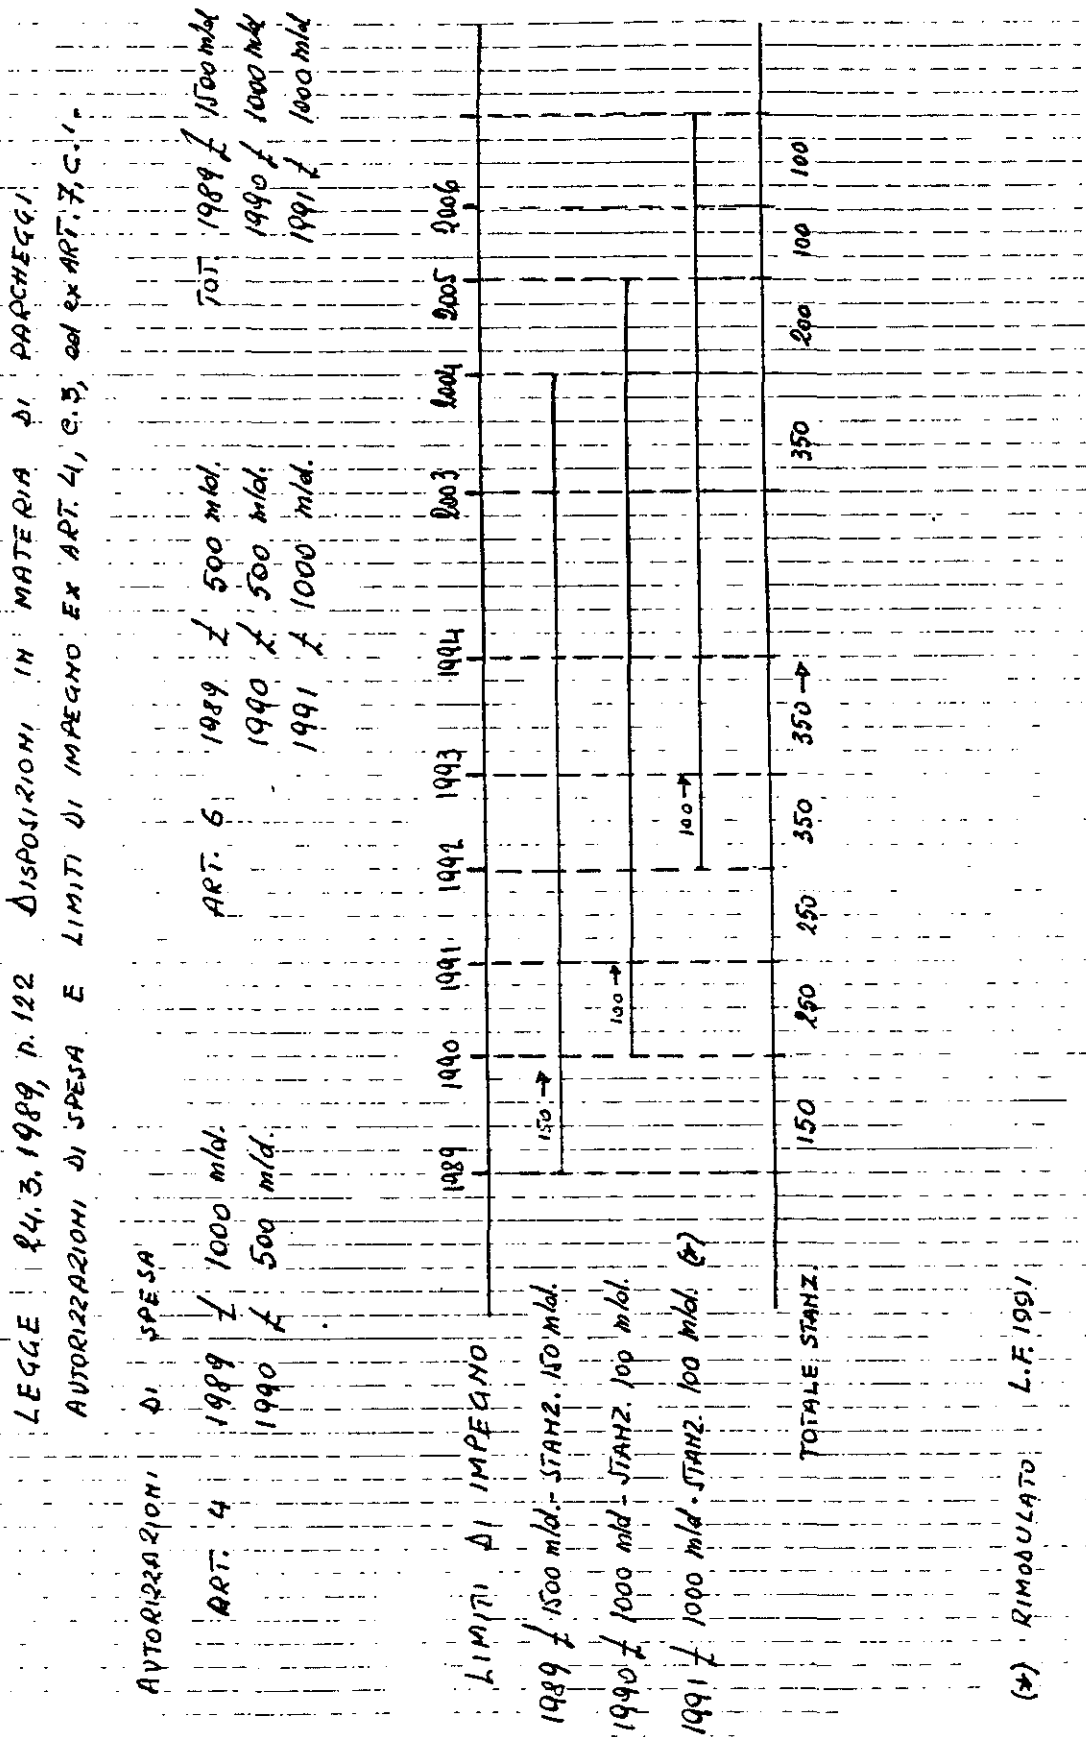 LEGGE 24.3.1989, n. 122 DISPOSIZIONI IN MATERIA DI PARCHEGGI
AUTORIZZAZIONI DI SPESA E LIMITI DI IMPEGNO EX ART. 4, C.3, ed ex ART. 7, C.1.
AUTORIZZAZIONI DI SPESA
ART. 4 1989 £ 1000 mld. ART. 6 1989 £ 500 mld. TOT. 1989 £ 1500 mld
1990 £ 500 mld. 1990 £ 500 mld. 1990 £ 1000 mld
1991 £ 1000 mld. 1991 £ 1000 mld
LIMITI DI IMPEGNO 1989 1990 1991 1992 1993 1994 2003 2004 2005 2006
1989 £ 1500 mld. - STANZ. 150 mld. 150 →
1990 £ 1000 mld - STANZ. 100 mld. 100 →
1991 £ 1000 mld - STANZ. 100 mld. (*) 100 →
TOTALE STANZ. 150 250 250 350 350 → 350 200 100 100
(*) RIMODULATO L.F. 1991